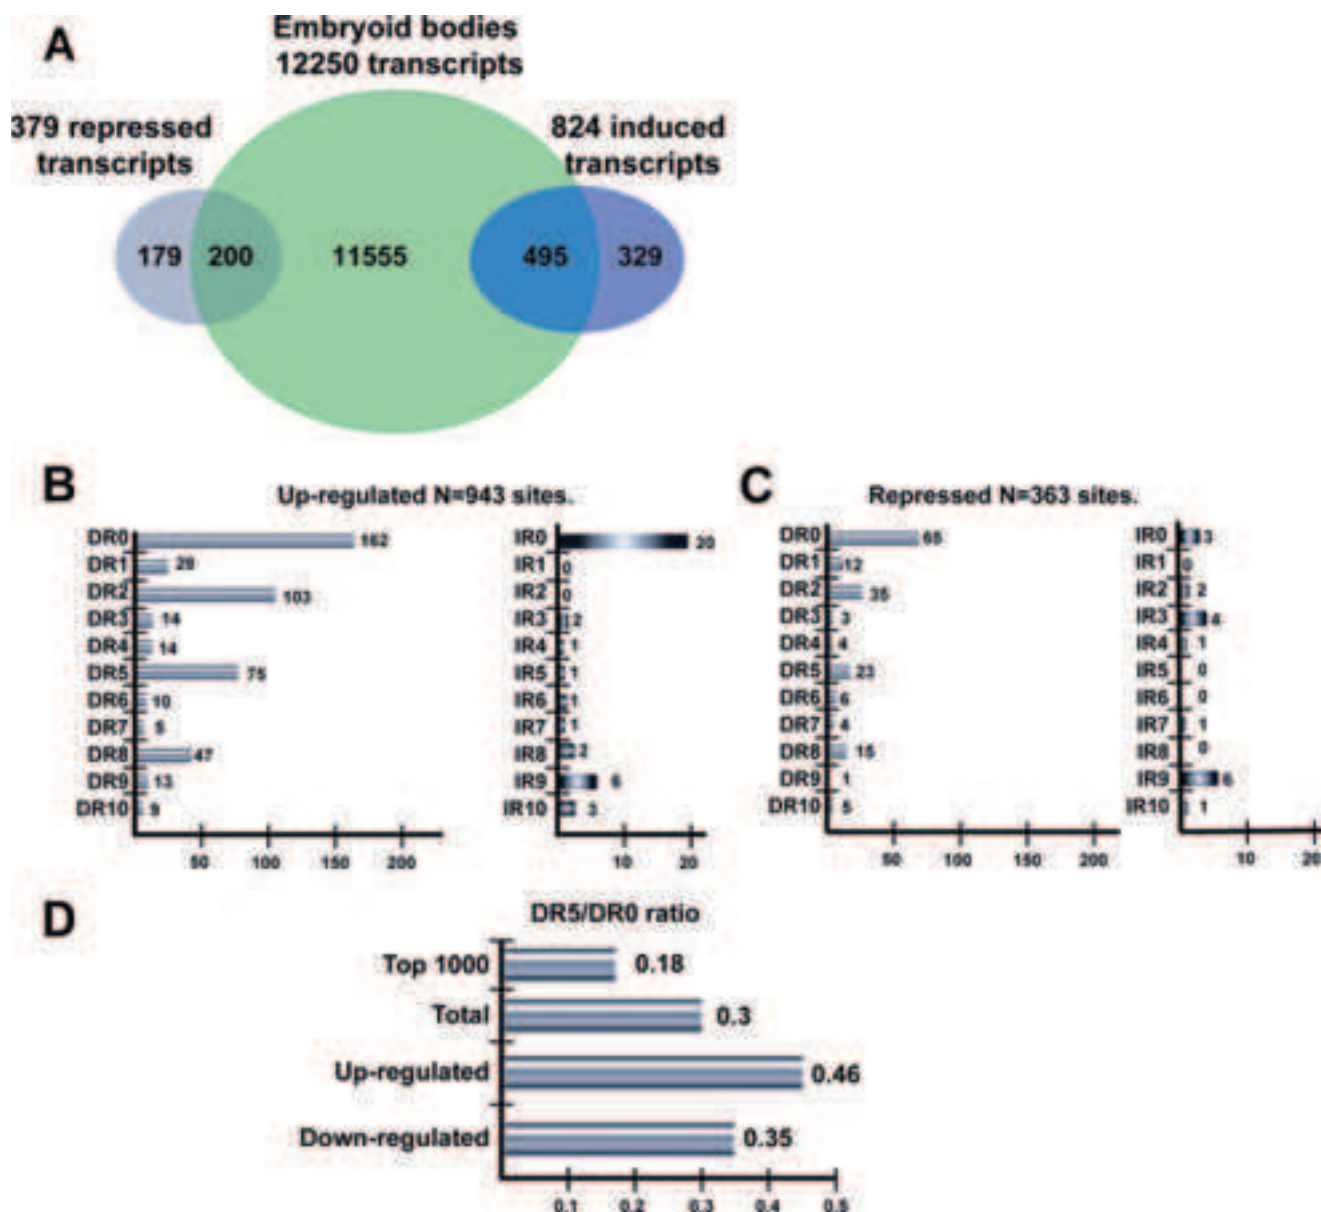 A
Embryoid bodies
12250 transcripts
379 repressed
transcripts
824 induced
transcripts
179
200
11555
495
329
B
Up-regulated N=943 sites.
DR0 162
DR1 29
DR2 103
DR3 14
DR4 14
DR5 75
DR6 10
DR7 5
DR8 47
DR9 13
DR10 9
50 100 150 200
IR0 20
IR1 0
IR2 0
IR3 2
IR4 1
IR5 1
IR6 1
IR7 1
IR8 2
IR9 6
IR10 3
10 20
C
Repressed N=363 sites.
DR0 65
DR1 12
DR2 35
DR3 3
DR4 4
DR5 23
DR6 6
DR7 4
DR8 15
DR9 1
DR10 5
50 100 150 200
IR0 3
IR1 0
IR2 2
IR3 4
IR4 1
IR5 0
IR6 0
IR7 1
IR8 0
IR9 6
IR10 1
10 20
D
DR5/DR0 ratio
Top 1000 0.18
Total 0.3
Up-regulated 0.46
Down-regulated 0.35
0.1 0.2 0.3 0.4 0.5